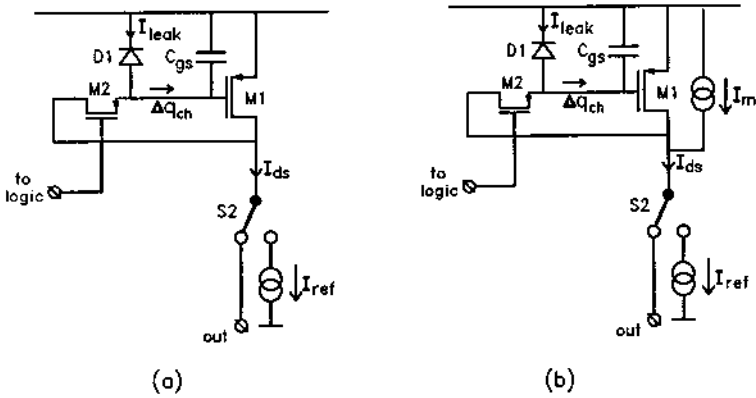 I_leak
D1
C_gs
M2
M1
Δq_ch
I_ds
to
logic
S2
I_ref
out
(a)
I_leak
D1
C_gs
M2
M1
I_m
Δq_ch
I_ds
to
logic
S2
I_ref
out
(b)